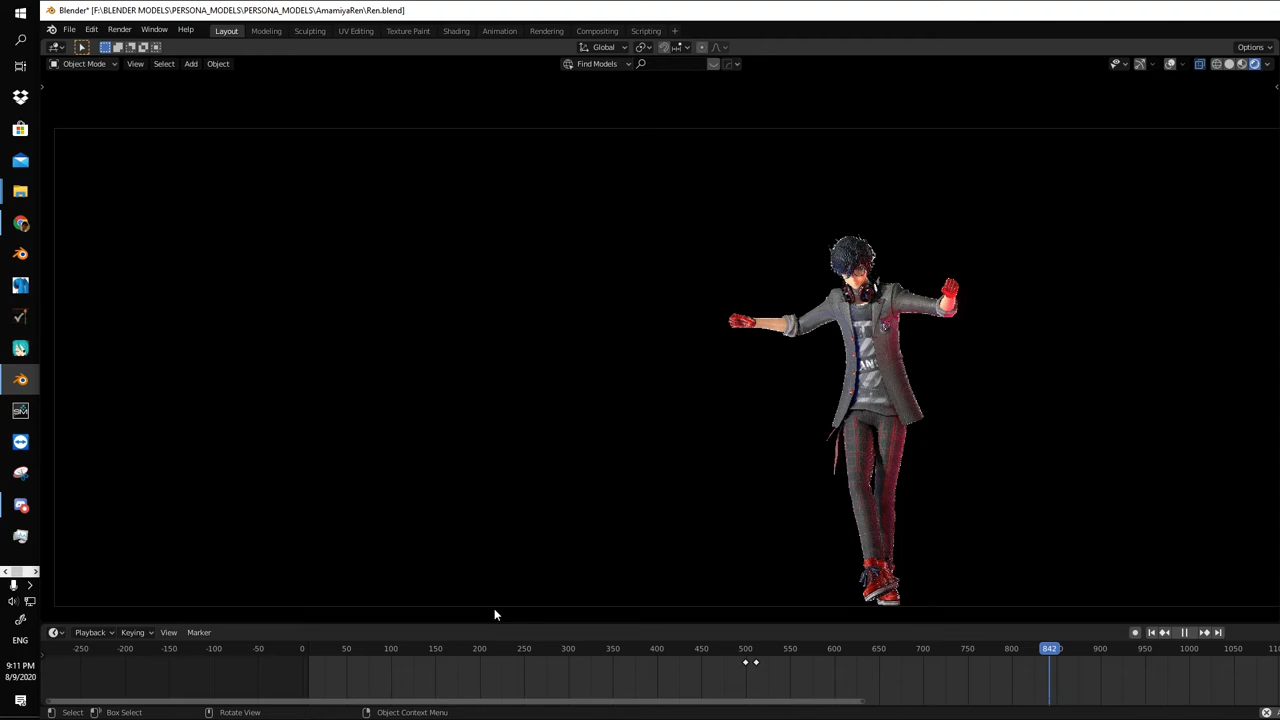 Blender* [F:\BLENDER MODELS\PERSONA_MODELS\PERSONA_MODELS\AmamiyaRen\Ren.blend]
File Edit Render Window Help Layout Modeling Sculpting UV Editing Texture Paint Shading Animation Rendering Compositing Scripting
Global Options
Object Mode View Select Add Object Find Models
SM
Playback Keying View Marker
ENG
-250 -200 -150 -100 -50 0 50 100 150 200 250 300 350 400 450 500 550 600 650 700 750 800 842 900 950 1000 1050
9:11 PM
8/9/2020
Select Box Select Rotate View Object Context Menu